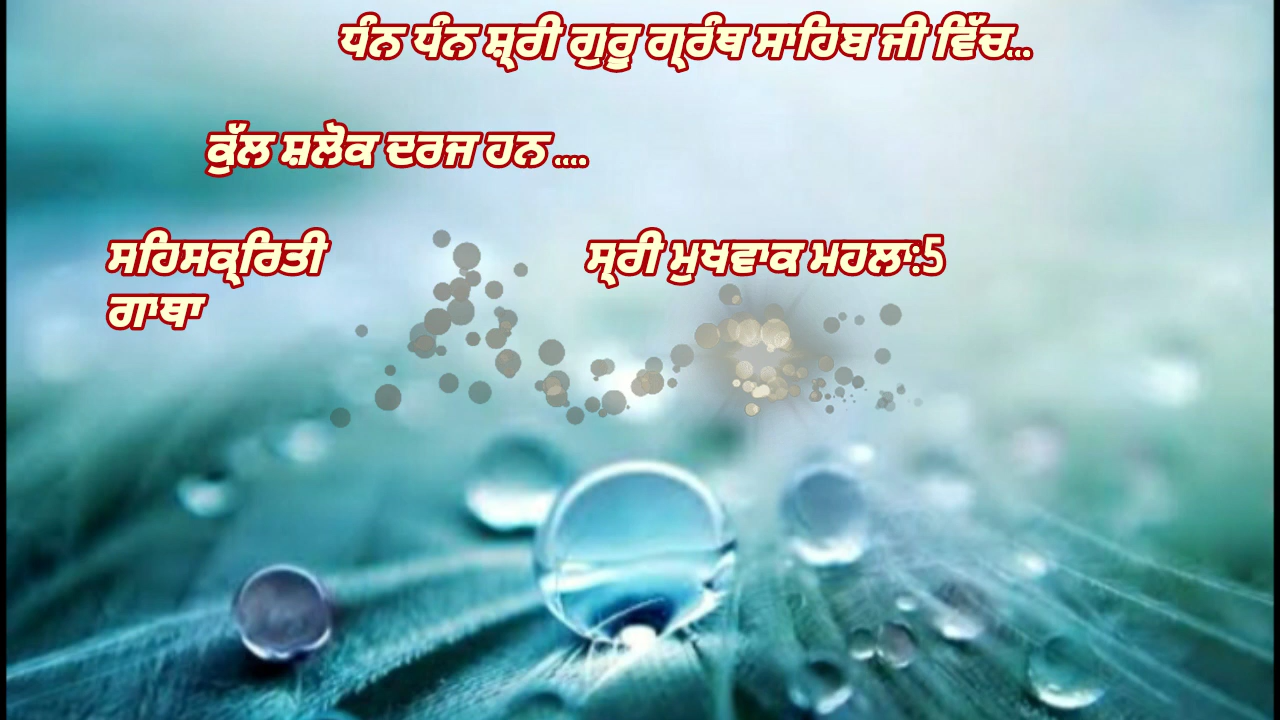 ਧੰਨ ਧੰਨ ਸ਼੍ਰੀ ਗੁਰੂ ਗ੍ਰੰਥ ਸਾਹਿਬ ਜੀ ਵਿੱਚ...
ਕੁੱਲ ਸ਼ਲੋਕ ਦਰਜ ਹਨ ....
ਸਹਿਸਕ੍ਰਿਤੀ ਸ੍ਰੀ ਮੁਖਵਾਕ ਮਹਲਾ:5
ਗਾਥਾ